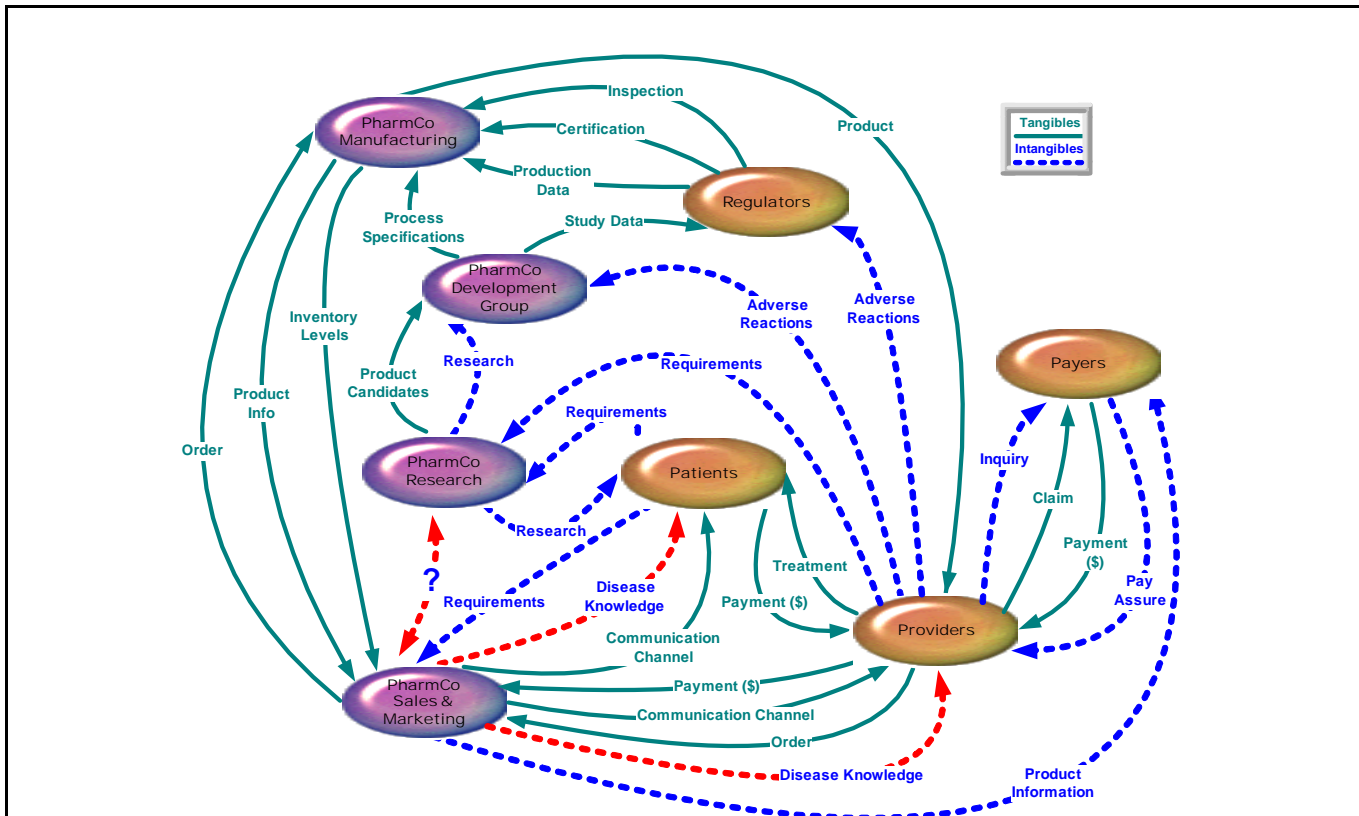 Inspection
PharmCo
Manufacturing
Certification
Product
Tangibles
Intangibles
Production
Data
Regulators
Process
Specifications
Study Data
PharmCo
Development
Group
Adverse
Reactions
Adverse
Reactions
Inventory
Levels
Research
Requirements
Payers
Product
Candidates
Product
Info
Requirements
Order
PharmCo
Research
Patients
Inquiry
Claim
Research
Payment
($)
Treatment
?
Disease
Knowledge
Pay
Assure
Requirements
Payment ($)
Communication
Channel
Providers
PharmCo
Sales &
Marketing
Payment ($)
Communication Channel
Order
Disease Knowledge
Product
Information